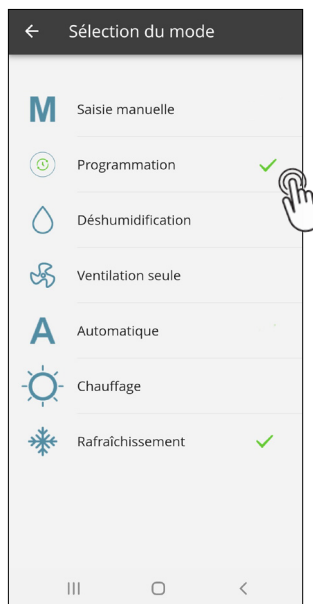 Sélection du mode
M Saisie manuelle
Programmation
Déshumidification
Ventilation seule
A Automatique
Chauffage
Rafraîchissement